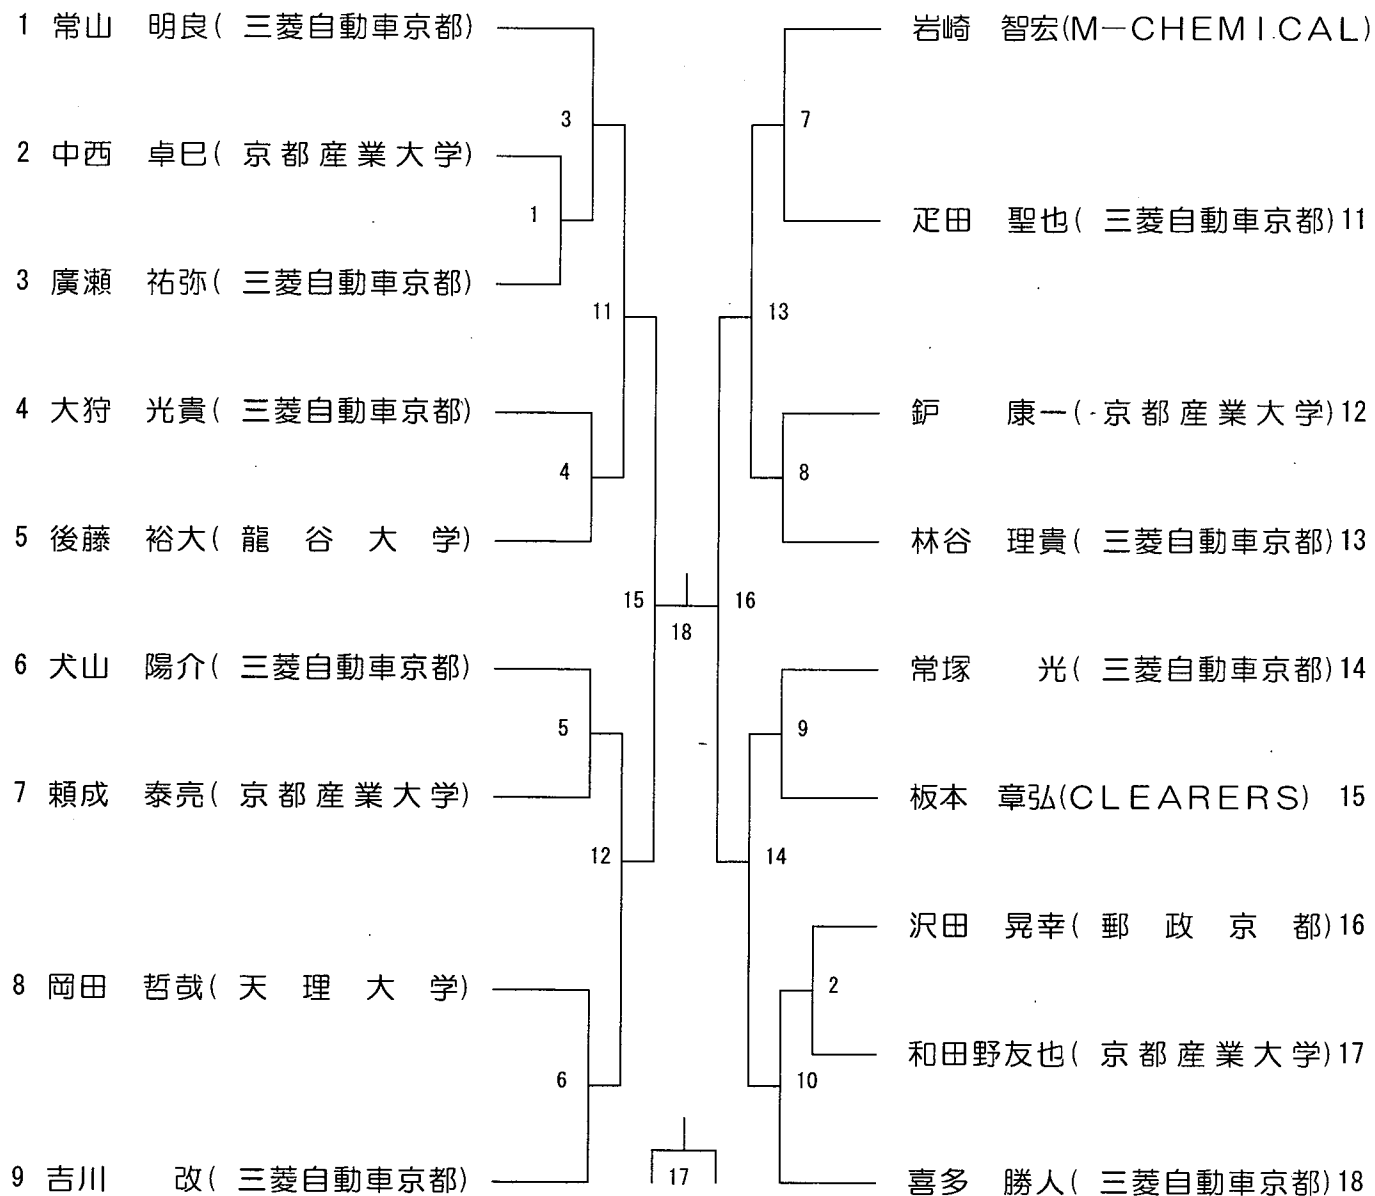 1 常山 明良( 三菱自動車京都)
2 中西 卓巳( 京都産業大学)
3 廣瀬 祐弥( 三菱自動車京都)
4 大狩 光貴( 三菱自動車京都)
5 後藤 裕大( 龍谷大学)
6 犬山 陽介( 三菱自動車京都)
7 頼成 泰亮( 京都産業大学)
8 岡田 哲哉( 天理大学)
9 吉川 改( 三菱自動車京都)
3
1
11
4
15
5
12
6
18
17
16
7
13
8
9
14
2
10
岩崎 智宏(M-CHEMICAL)
疋田 聖也( 三菱自動車京都)11
鈩 康一( 京都産業大学)12
林谷 理貴( 三菱自動車京都)13
常塚 光( 三菱自動車京都)14
板本 章弘(CLEARERS) 15
沢田 晃幸( 郵政京都)16
和田野友也( 京都産業大学)17
喜多 勝人( 三菱自動車京都)18